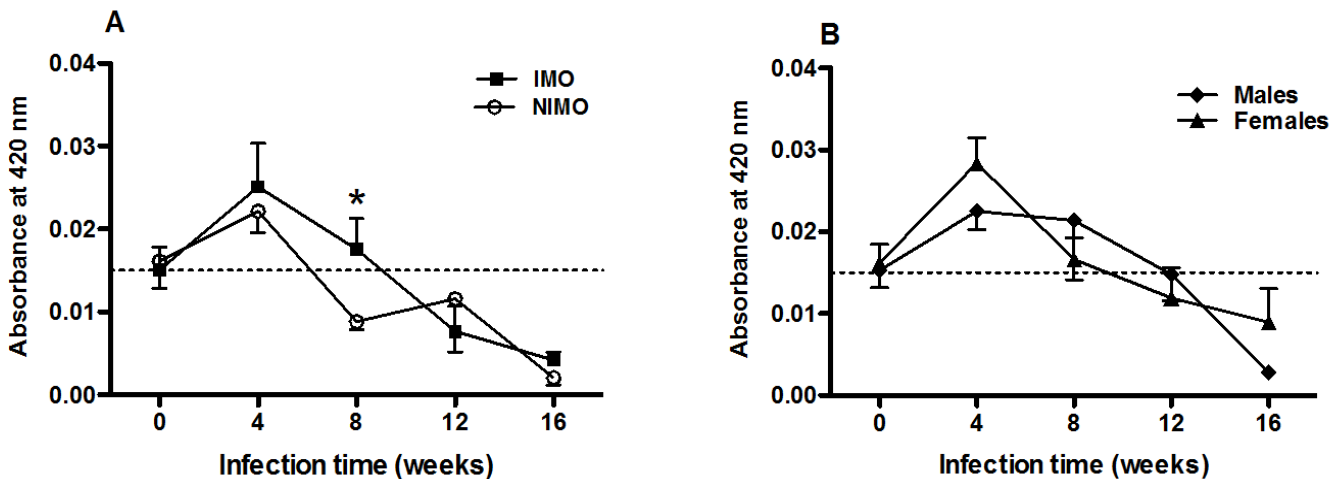 A
Absorbance at 420 nm
0.04
0.03
0.02
0.01
0.00
IMO
NIMO
*
0 4 8 12 16
Infection time (weeks)
B
Absorbance at 420 nm
0.04
0.03
0.02
0.01
0.00
Males
Females
0 4 8 12 16
Infection time (weeks)